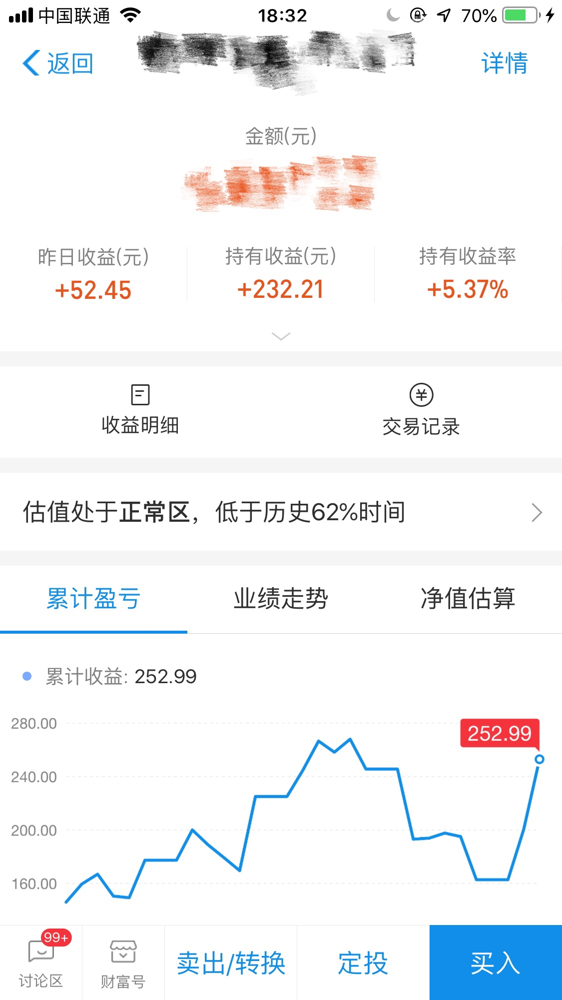 中国联通 18:32 70%
返回 详情
金额(元)
昨日收益(元) 持有收益(元) 持有收益率
+52.45 +232.21 +5.37%
收益明细 交易记录
估值处于正常区，低于历史62%时间
累计盈亏 业绩走势 净值估算
累计收益: 252.99
280.00
252.99
240.00
200.00
160.00
99+
讨论区 财富号 卖出/转换 定投 买入